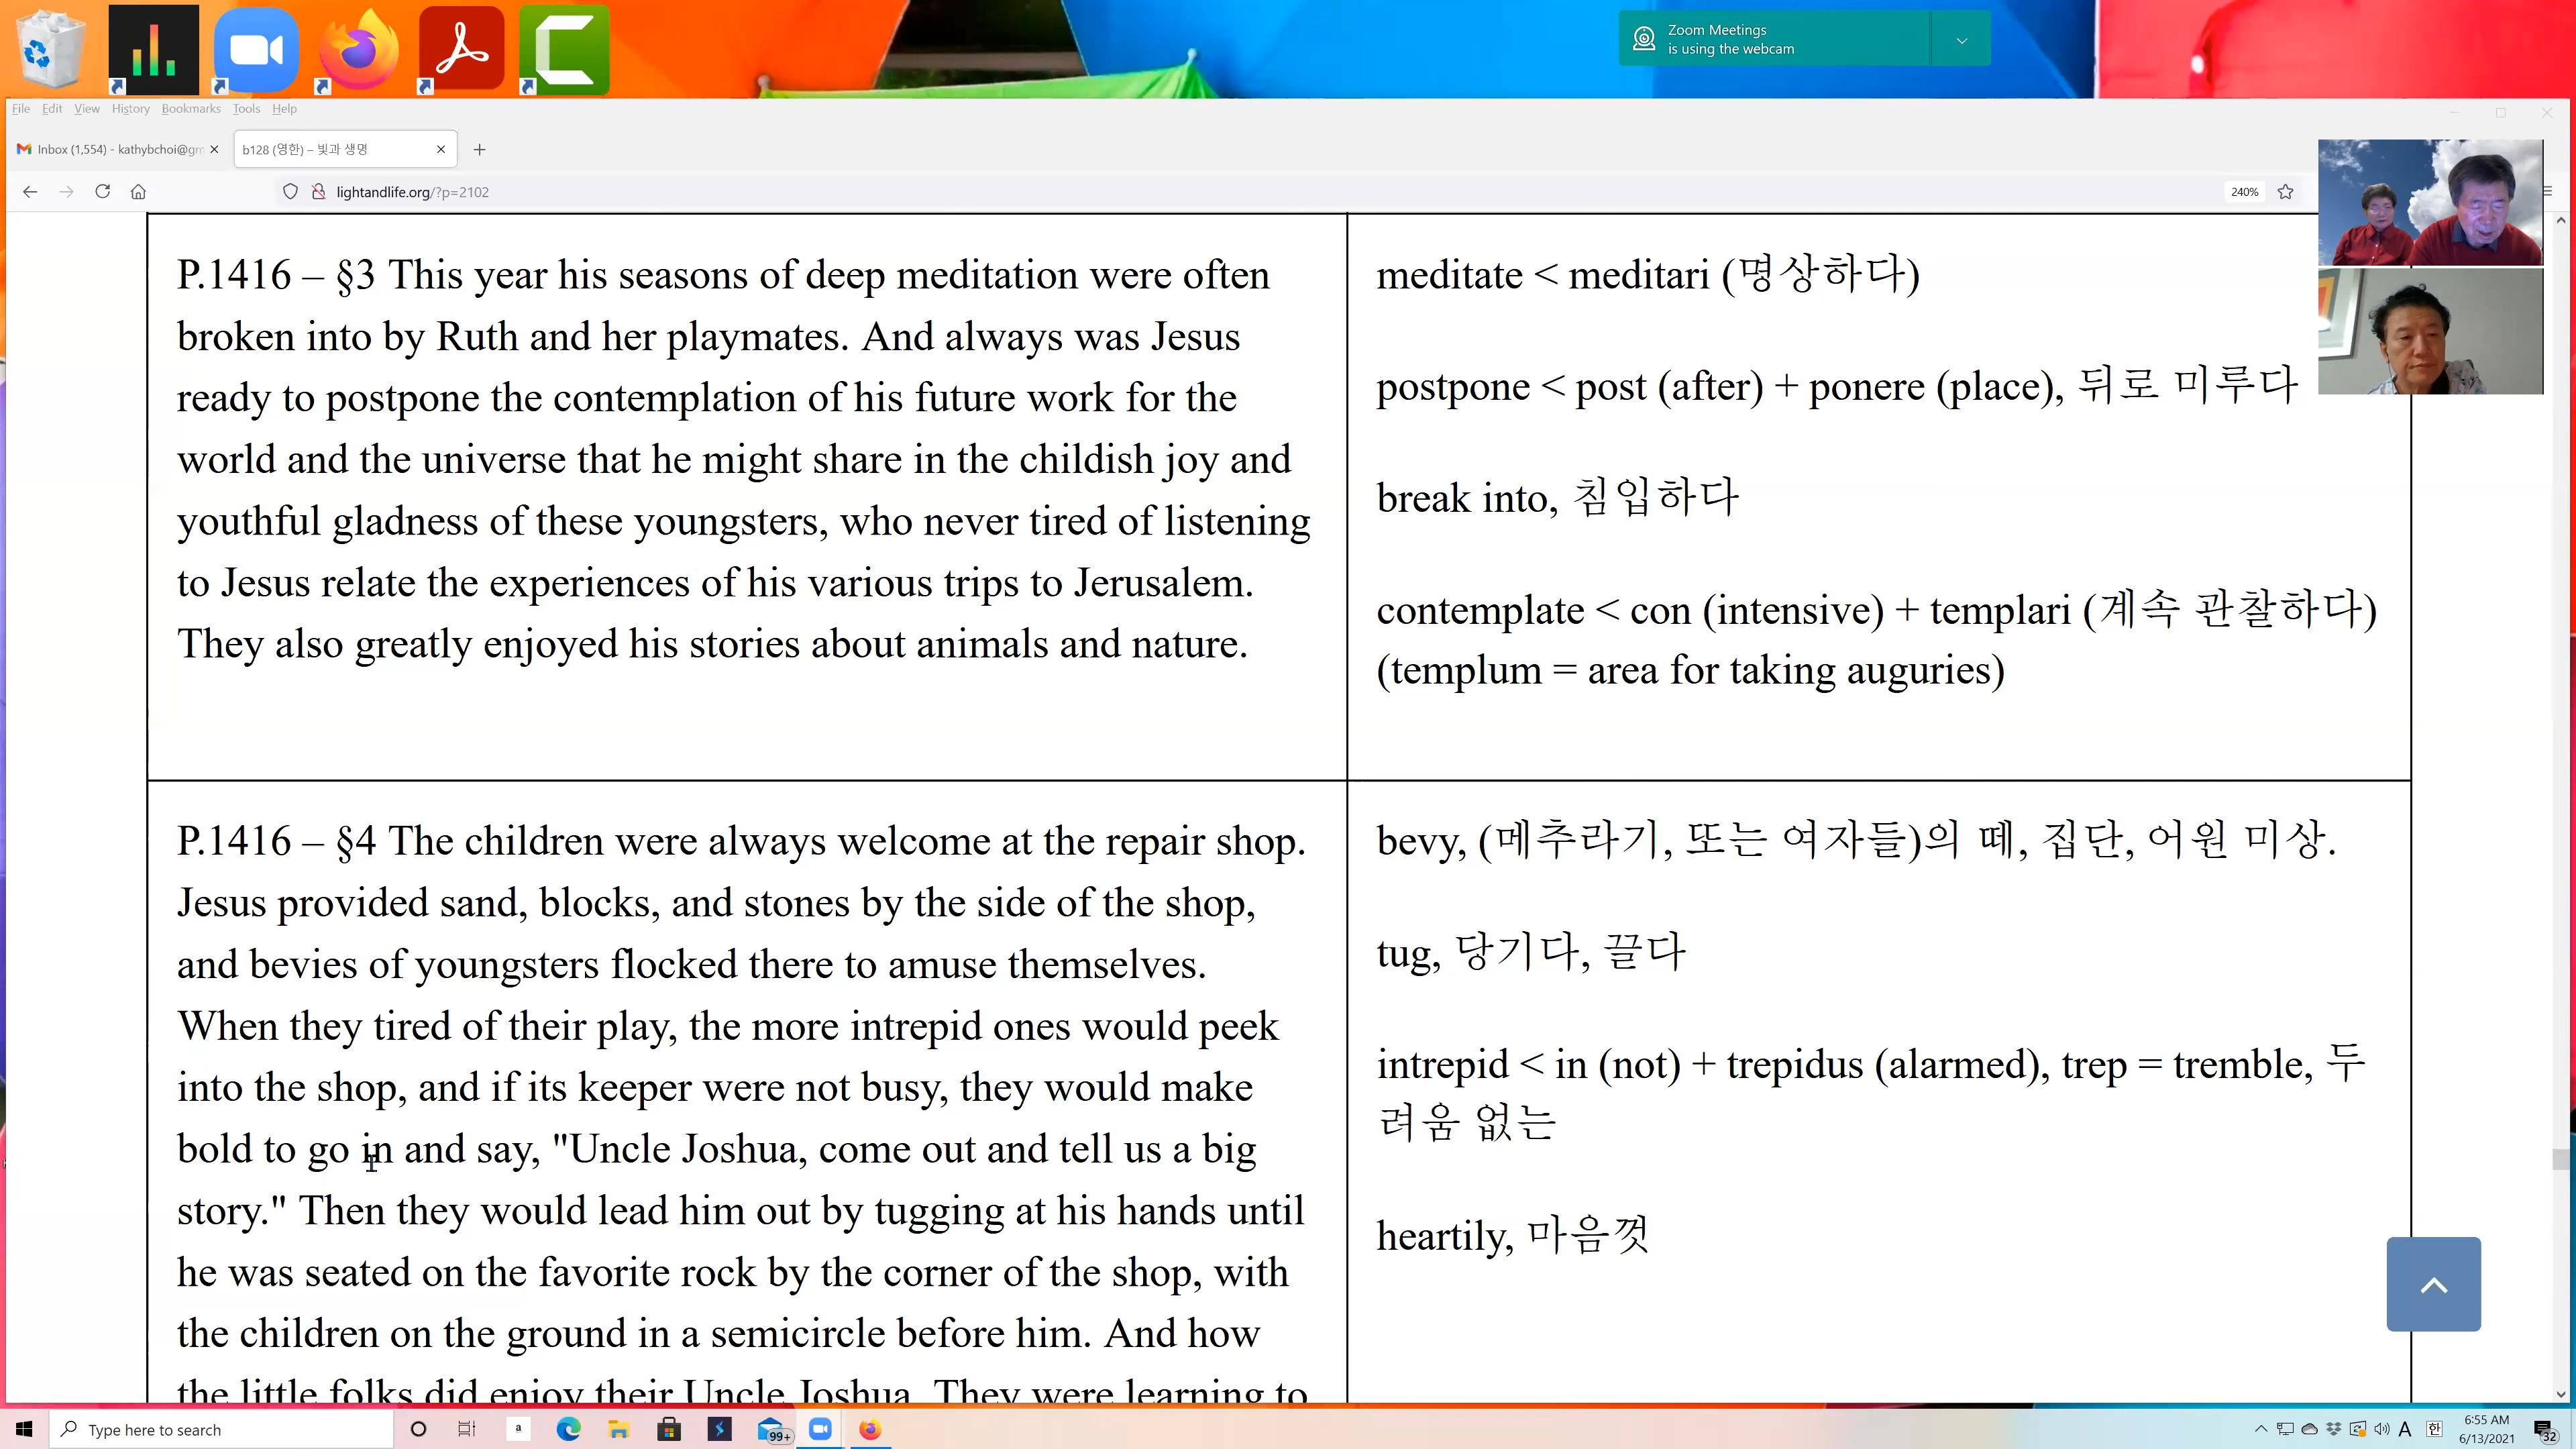 Zoom Meetings
is using the webcam
File Edit View History Bookmarks Tools Help
Inbox (1,554) - kathybchoi@gm
b128 (영한) – 빛과 생명
lightandlife.org/?p=2102
240%
P.1416 – §3 This year his seasons of deep meditation were often
broken into by Ruth and her playmates. And always was Jesus
ready to postpone the contemplation of his future work for the
world and the universe that he might share in the childish joy and
youthful gladness of these youngsters, who never tired of listening
to Jesus relate the experiences of his various trips to Jerusalem.
They also greatly enjoyed his stories about animals and nature.
meditate < meditari (명상하다)
postpone < post (after) + ponere (place), 뒤로 미루다
break into, 침입하다
contemplate < con (intensive) + templari (계속 관찰하다)
(templum = area for taking auguries)
P.1416 – §4 The children were always welcome at the repair shop.
Jesus provided sand, blocks, and stones by the side of the shop,
and bevies of youngsters flocked there to amuse themselves.
When they tired of their play, the more intrepid ones would peek
into the shop, and if its keeper were not busy, they would make
bold to go in and say, "Uncle Joshua, come out and tell us a big
story." Then they would lead him out by tugging at his hands until
he was seated on the favorite rock by the corner of the shop, with
the children on the ground in a semicircle before him. And how
the little folks did enjoy their Uncle Joshua. They were learning to
bevy, (메추라기, 또는 여자들)의 떼, 집단, 어원 미상.
tug, 당기다, 끌다
intrepid < in (not) + trepidus (alarmed), trep = tremble, 두
려움 없는
heartily, 마음껏
Type here to search
a
99+
A
한
6:55 AM
6/13/2021
32